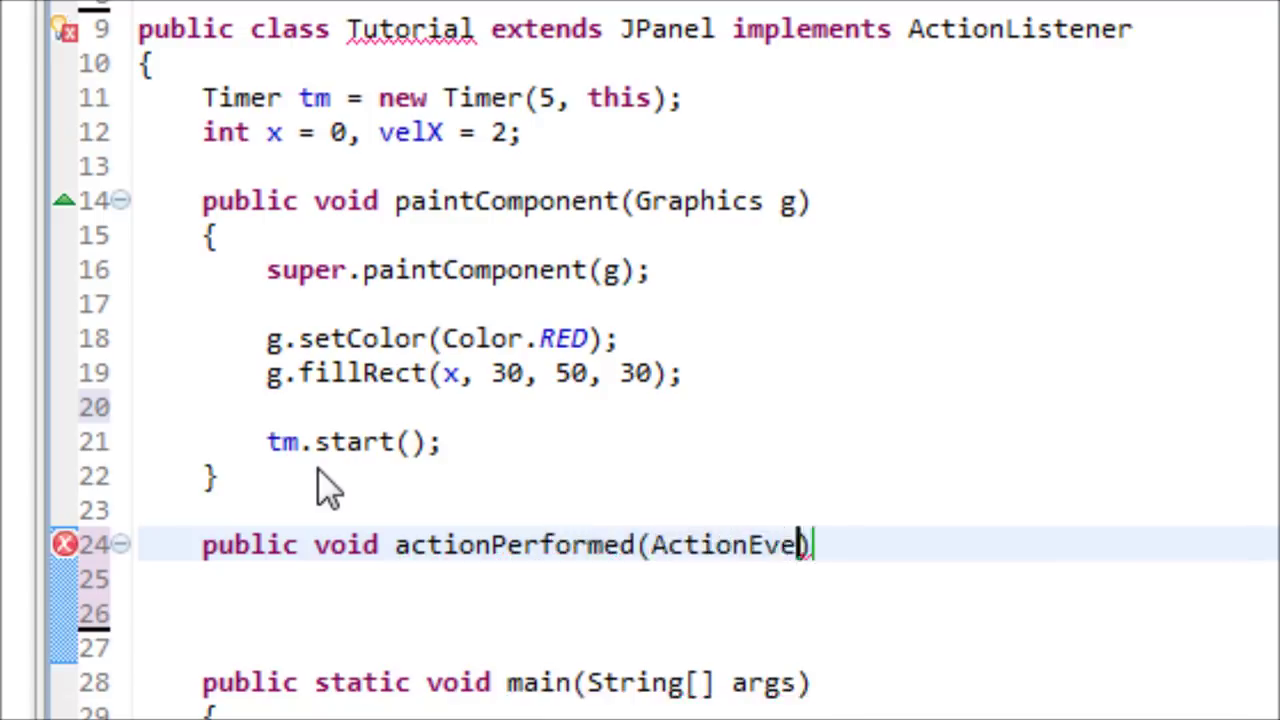 9 public class Tutorial extends JPanel implements ActionListener
10 {
11 Timer tm = new Timer(5, this);
12 int x = 0, velX = 2;
13
14 public void paintComponent(Graphics g)
15 {
16 super.paintComponent(g);
17
18 g.setColor(Color.RED);
19 g.fillRect(x, 30, 50, 30);
20
21 tm.start();
22 }
23
24 public void actionPerformed(ActionEve)
25
26
27
28 public static void main(String[] args)
29 {